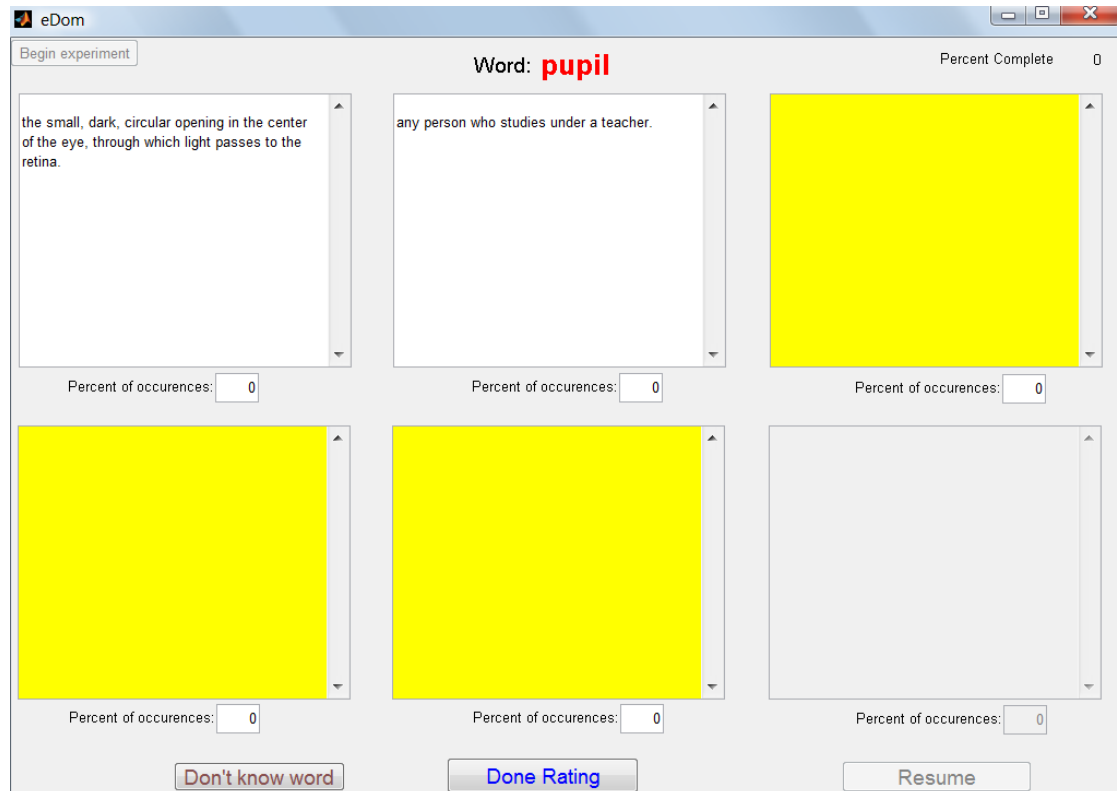 eDom
Begin experiment
Word: pupil
Percent Complete 0
the small, dark, circular opening in the center
of the eye, through which light passes to the
retina.
any person who studies under a teacher.
Percent of occurences: 0
Percent of occurences: 0
Percent of occurences: 0
Percent of occurences: 0
Percent of occurences: 0
Percent of occurences: 0
Don't know word
Done Rating
Resume